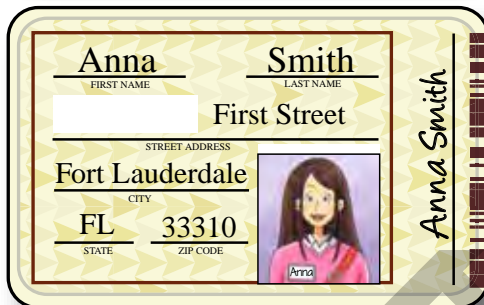 Anna Smith
FIRST NAME LAST NAME
First Street
STREET ADDRESS
Fort Lauderdale
CITY
FL 33310
STATE ZIP CODE
Anna
Anna Smith